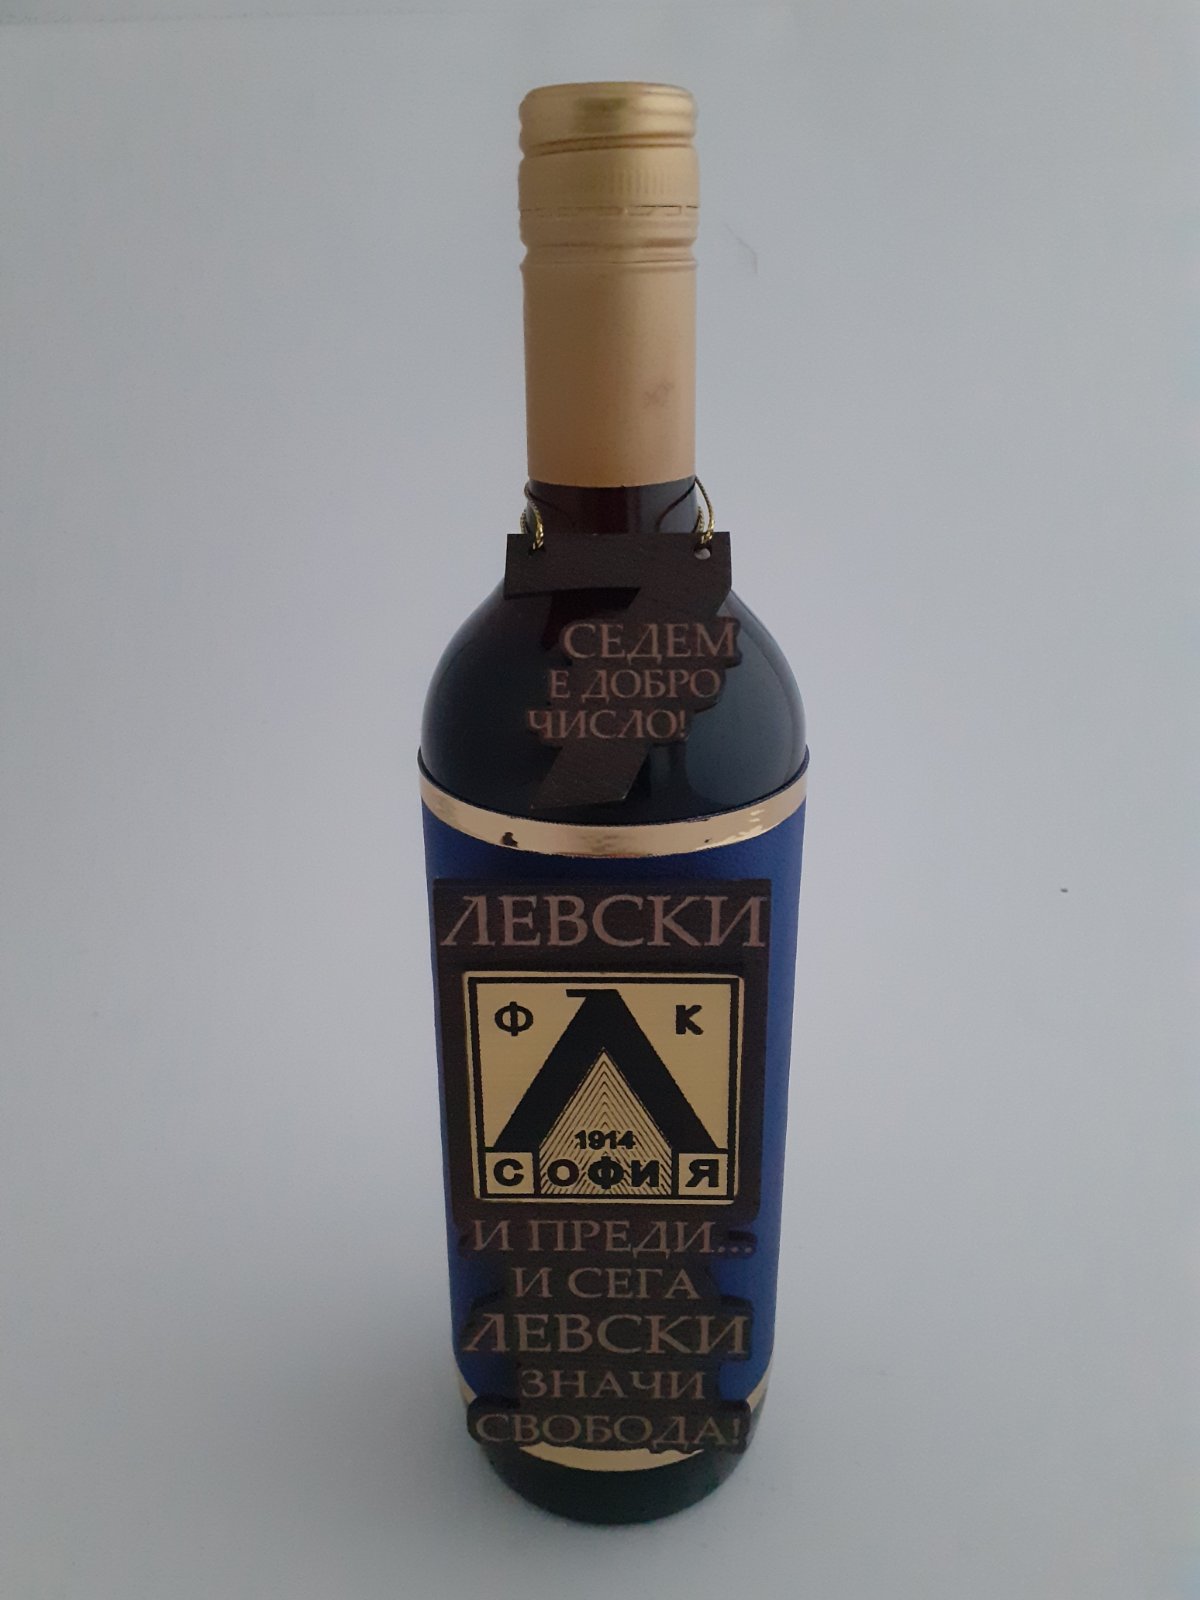 7
СЕДЕМ
Е ДОБРО
ЧИСЛО!
ЛЕВСКИ
Ф К
Л
1914
СОФИЯ
И ПРЕДИ...
И СЕГА
ЛЕВСКИ
ЗНАЧИ
СВОБОДА!